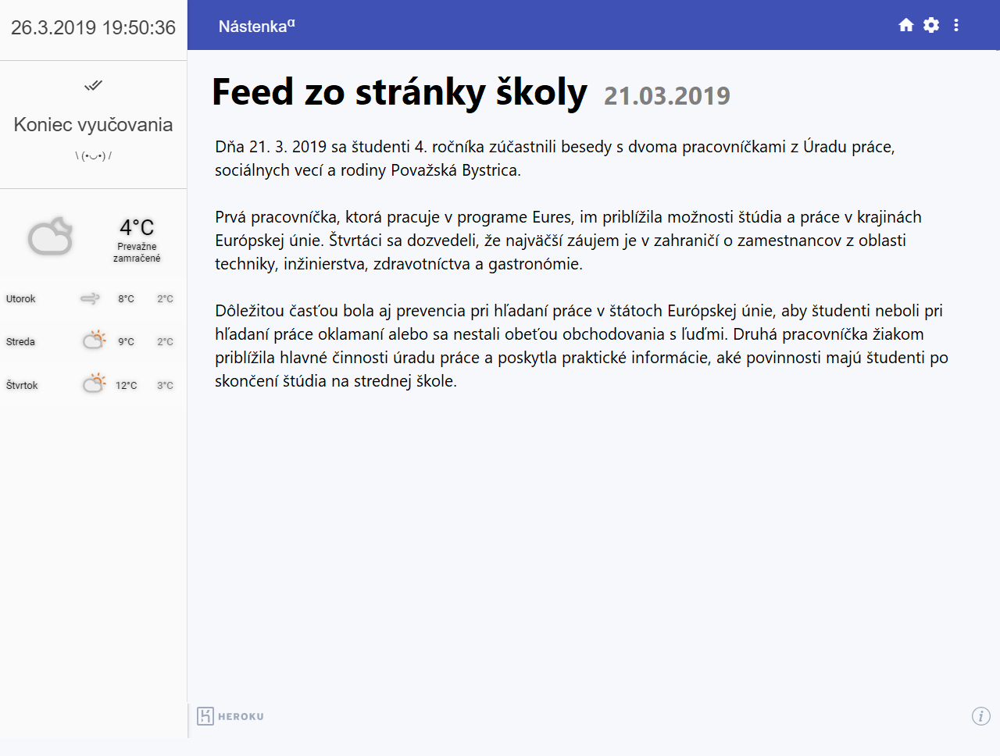 26.3.2019 19:50:36
Koniec vyučovania
\ (•◡•) /
4°C
Prevažne
zamračené
Utorok 8°C 2°C
Streda 9°C 2°C
Štvrtok 12°C 3°C
Nástenkaα
Feed zo stránky školy 21.03.2019
Dňa 21. 3. 2019 sa študenti 4. ročníka zúčastnili besedy s dvoma pracovníčkami z Úradu práce,
sociálnych vecí a rodiny Považská Bystrica.
Prvá pracovníčka, ktorá pracuje v programe Eures, im priblížila možnosti štúdia a práce v krajinách
Európskej únie. Štvrtáci sa dozvedeli, že najväčší záujem je v zahraničí o zamestnancov z oblasti
techniky, inžinierstva, zdravotníctva a gastronómie.
Dôležitou časťou bola aj prevencia pri hľadaní práce v štátoch Európskej únie, aby študenti neboli pri
hľadaní práce oklamaní alebo sa nestali obeťou obchodovania s ľuďmi. Druhá pracovníčka žiakom
priblížila hlavné činnosti úradu práce a poskytla praktické informácie, aké povinnosti majú študenti po
skončení štúdia na strednej škole.
HEROKU